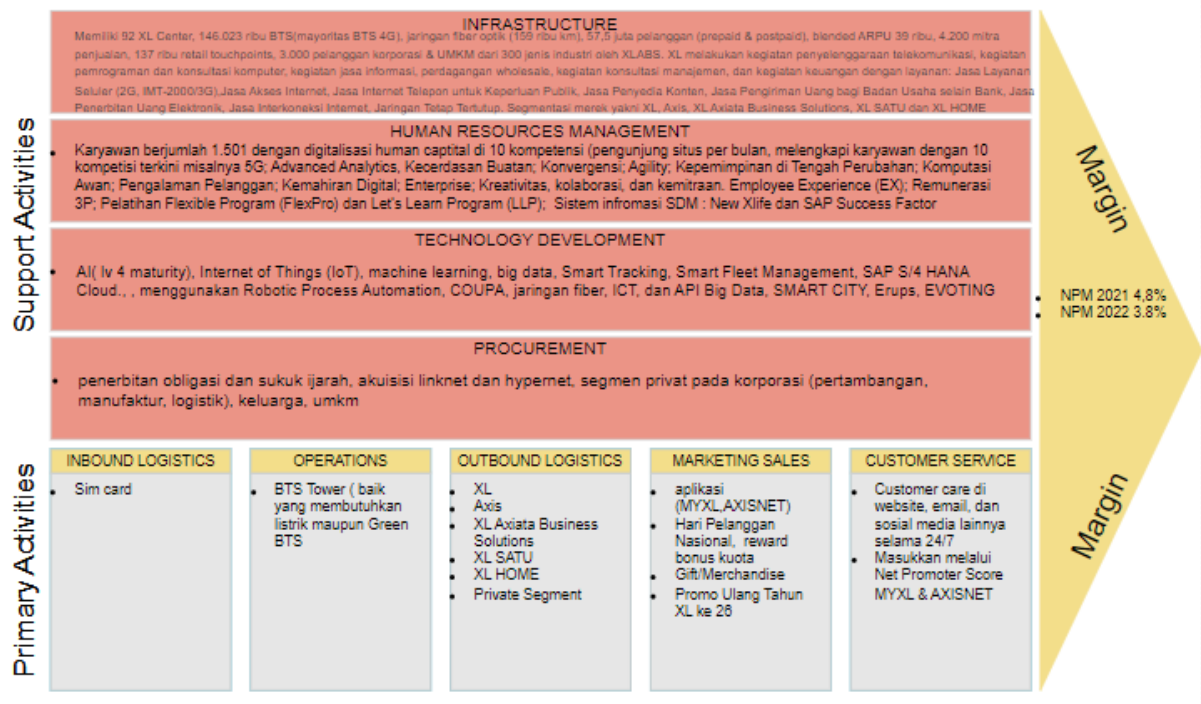 INFRASTRUCTURE
Memiliki 92 XL Center, 146.023 ribu BTS(mayoritas BTS 4G), jaringan fiber optik (159 ribu km), 57,5 juta pelanggan (prepaid & postpaid), blended ARPU 39 ribu, 4.200 mitra
penjualan, 137 ribu retail touchpoints, 3.000 pelanggan korporasi & UMKM dari 300 jenis industri oleh XLABS. XL melakukan kegiatan penyelenggaraan telekomunikasi, kegiatan
pemrograman dan konsultasi komputer, kegiatan jasa informasi, perdagangan wholesale, kegiatan konsultasi manajemen, dan kegiatan keuangan dengan layanan: Jasa Layanan
Seluler (2G, IMT-2000/3G),Jasa Akses Internet, Jasa Internet Telepon untuk Keperluan Publik, Jasa Penyedia Konten, Jasa Pengiriman Uang bagi Badan Usaha selain Bank, Jasa
Penerbitan Uang Elektronik, Jasa Interkoneksi Internet, Jaringan Tetap Tertutup. Segmentasi merek yakni XL, Axis, XL Axiata Business Solutions, XL SATU dan XL HOME
Support Activities
HUMAN RESOURCES MANAGEMENT
• Karyawan berjumlah 1.501 dengan digitalisasi human captital di 10 kompetensi (pengunjung situs per bulan, melengkapi karyawan dengan 10
kompetisi terkini misalnya 5G; Advanced Analytics, Kecerdasan Buatan; Konvergensi; Agility; Kepemimpinan di Tengah Perubahan; Komputasi
Awan; Pengalaman Pelanggan; Kemahiran Digital; Enterprise; Kreativitas, kolaborasi, dan kemitraan. Employee Experience (EX); Remunerasi
3P; Pelatihan Flexible Program (FlexPro) dan Let's Learn Program (LLP); Sistem infromasi SDM : New Xlife dan SAP Success Factor
TECHNOLOGY DEVELOPMENT
• AI( lv 4 maturity), Internet of Things (IoT), machine learning, big data, Smart Tracking, Smart Fleet Management, SAP S/4 HANA
Cloud., , menggunakan Robotic Process Automation, COUPA, jaringan fiber, ICT, dan API Big Data, SMART CITY, Erups, EVOTING
PROCUREMENT
• penerbitan obligasi dan sukuk ijarah, akuisisi linknet dan hypernet, segmen privat pada korporasi (pertambangan,
manufaktur, logistik), keluarga, umkm
Margin
• NPM 2021 4,8%
• NPM 2022 3.8%
Margin
Primary Activities
INBOUND LOGISTICS
• Sim card
OPERATIONS
• BTS Tower ( baik
yang membutuhkan
listrik maupun Green
BTS
OUTBOUND LOGISTICS
• XL
• Axis
• XL Axiata Business
Solutions
• XL SATU
• XL HOME
• Private Segment
MARKETING SALES
• aplikasi
(MYXL,AXISNET)
• Hari Pelanggan
Nasional, reward
bonus kuota
• Gift/Merchandise
• Promo Ulang Tahun
XL ke 26
CUSTOMER SERVICE
• Customer care di
website, email, dan
sosial media lainnya
selama 24/7
• Masukkan melalui
Net Promoter Score
MYXL & AXISNET